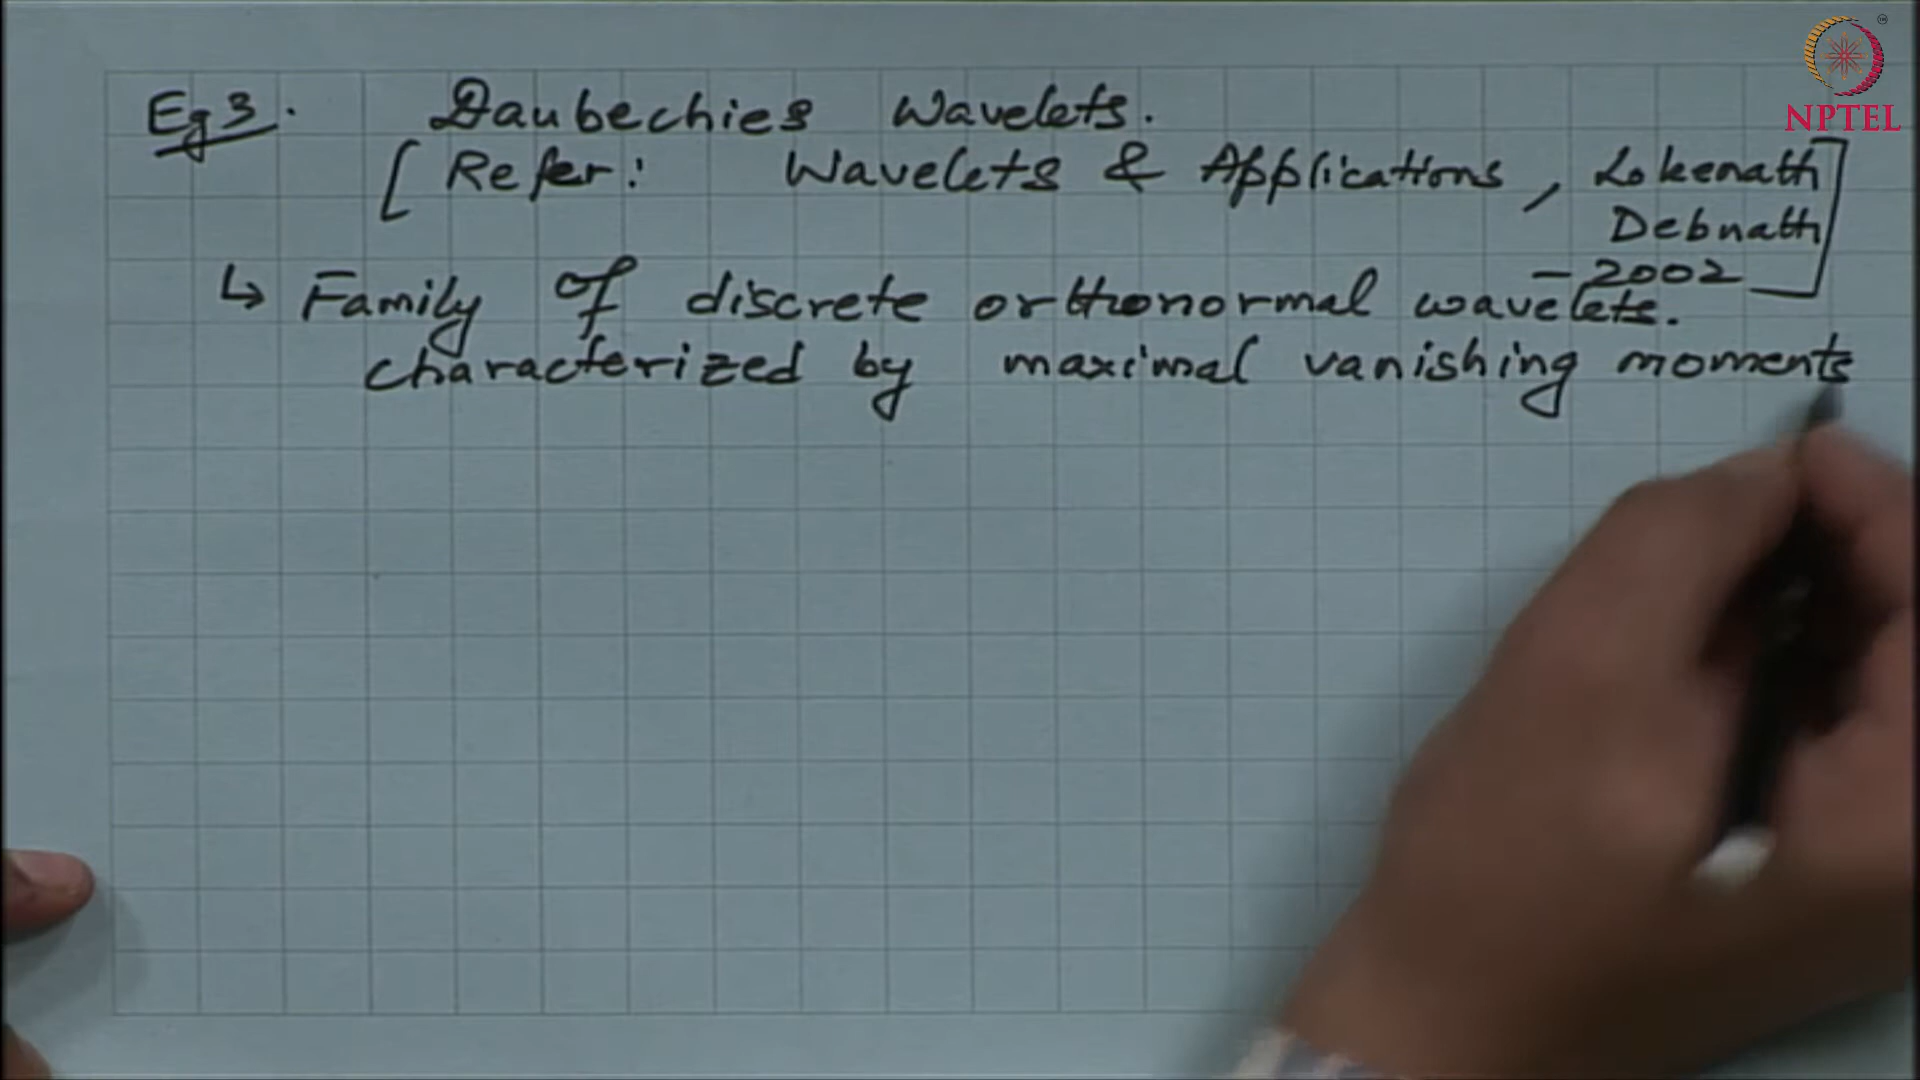 NPTEL
Eg 3. Daubechies Wavelets.
[ Refer: Wavelets & Applications, Lokenath
Debnath
- 2002 ]
↳ Family of discrete orthonormal wavelets.
characterized by maximal vanishing moments